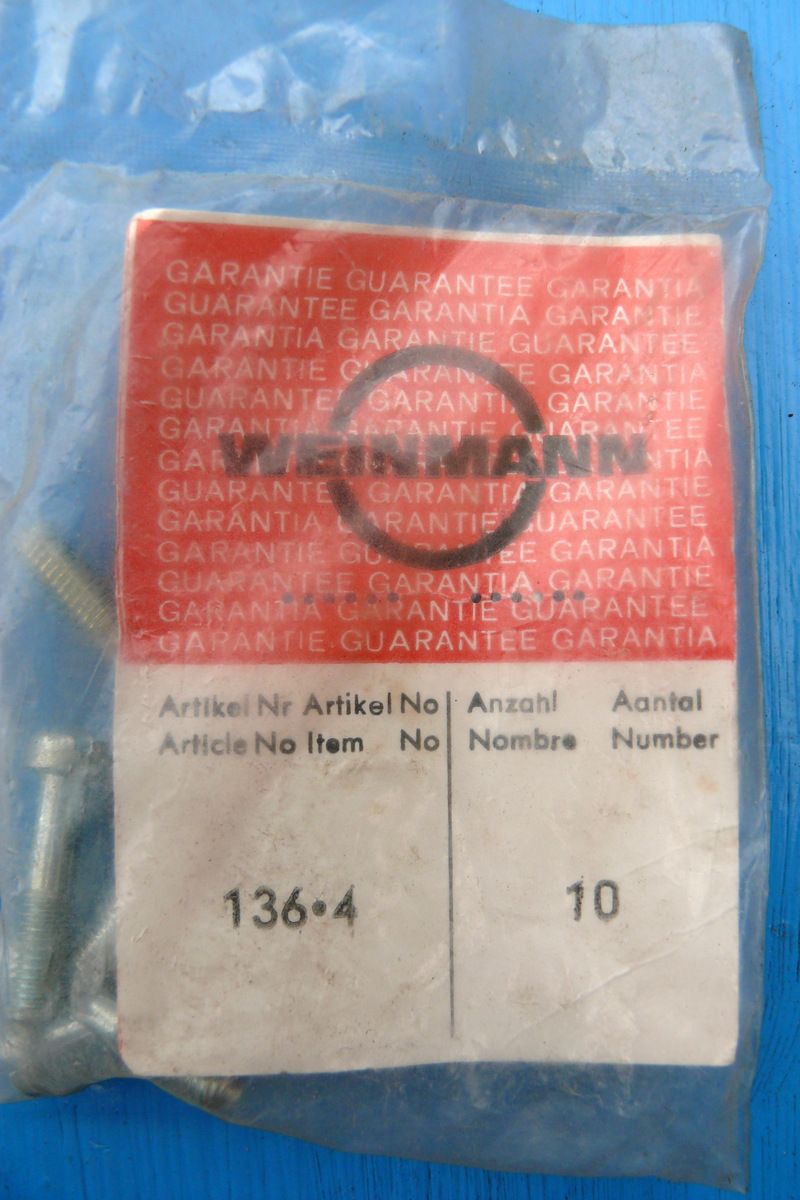 GARANTIE GUARANTEE GARANTIA
GUARANTEE GARANTIA GARANTIE
GARANTIA GARANTIE GUARANTEE
GARANTIE GUARANTEE GARANTIA
GUARANTEE GARANTIA GARANTIE
GARANTIA GARANTIE GUARANTEE
WEINMANN
GUARANTEE GARANTIA GARANTIE
GARANTIA GARANTIE GUARANTEE
GARANTIE GUARANTEE GARANTIA
GUARANTEE GARANTIA GARANTIE
GARANTIA GARANTIE GUARANTEE
GARANTIE GUARANTEE GARANTIA
Artikel Nr Artikel No Anzahl Aantal
Article No Item No Nombre Number
136•4 10